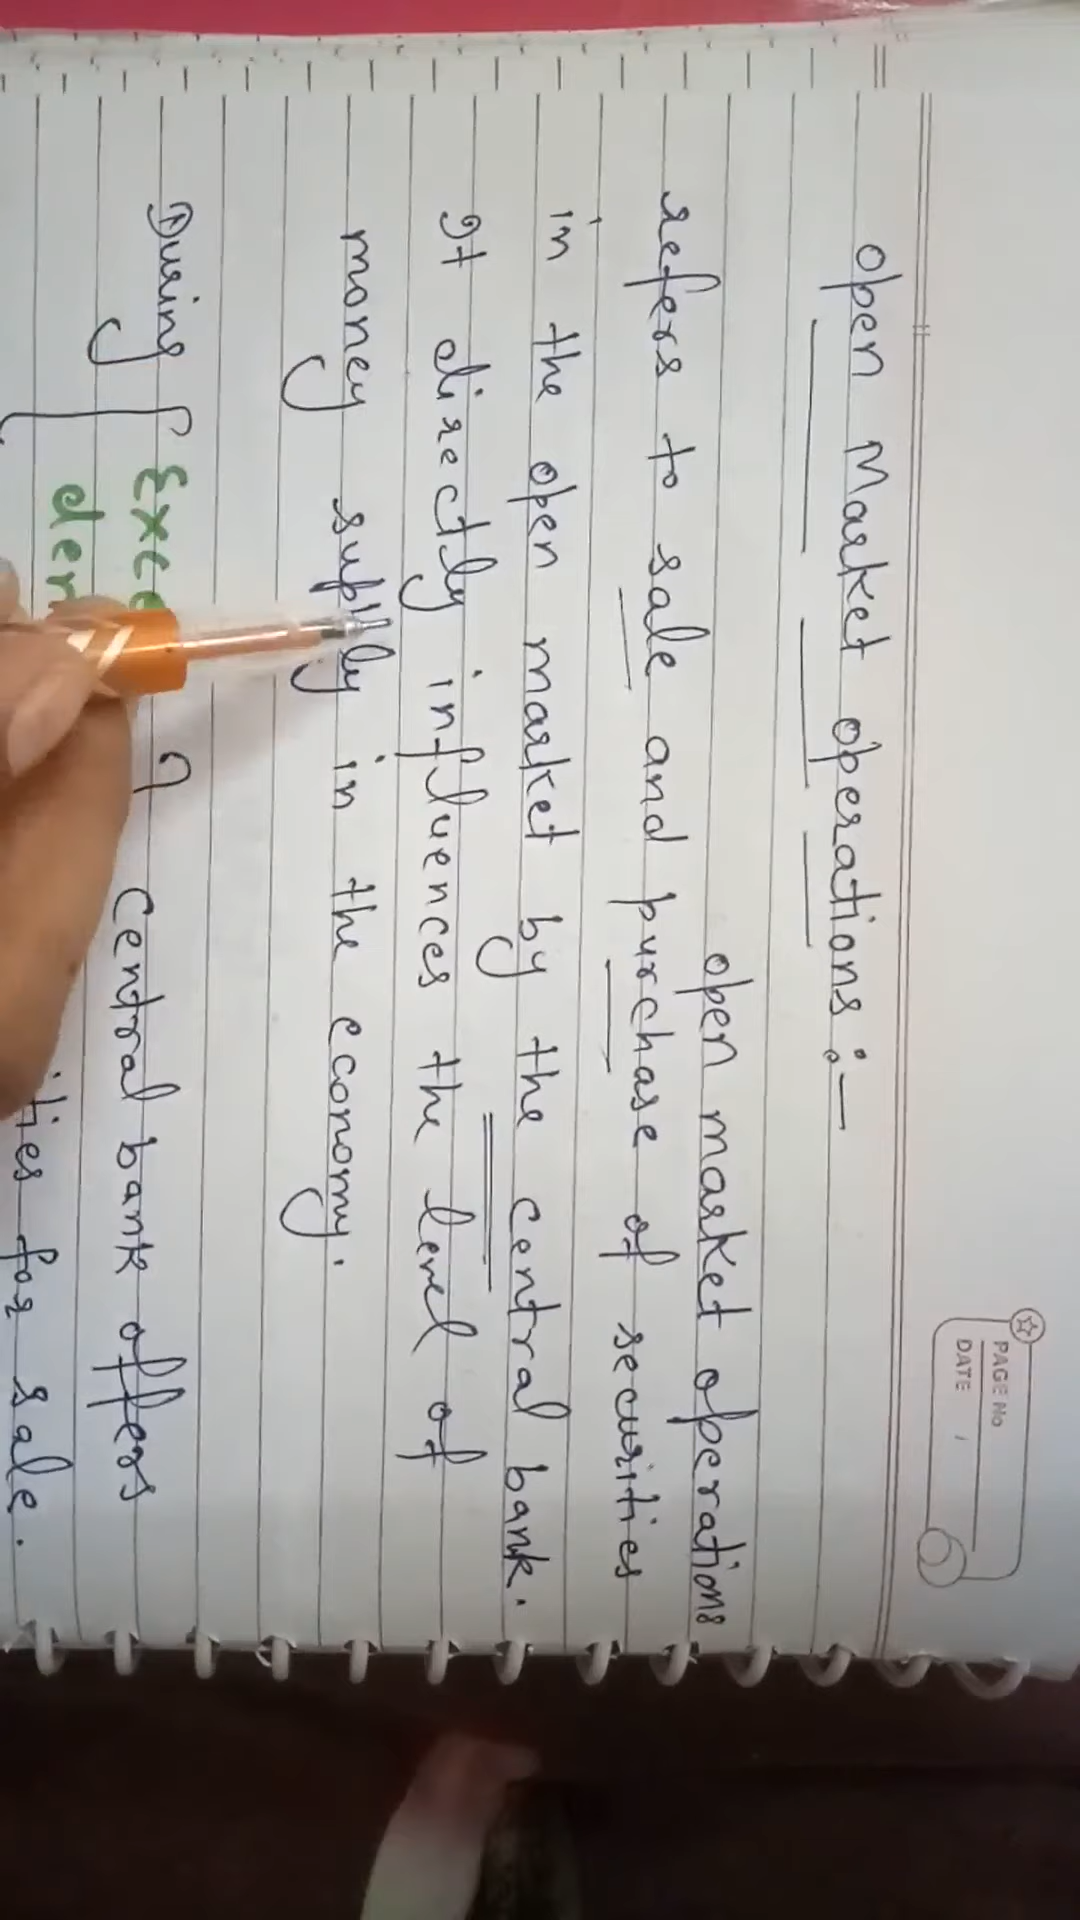 PAGE No
DATE /
Open Market operations :-
open market operations
refers to sale and purchase of securities
in the open market by the central bank.
It directly influences the level of
money supply in the economy.
During Central bank offers
for sale.